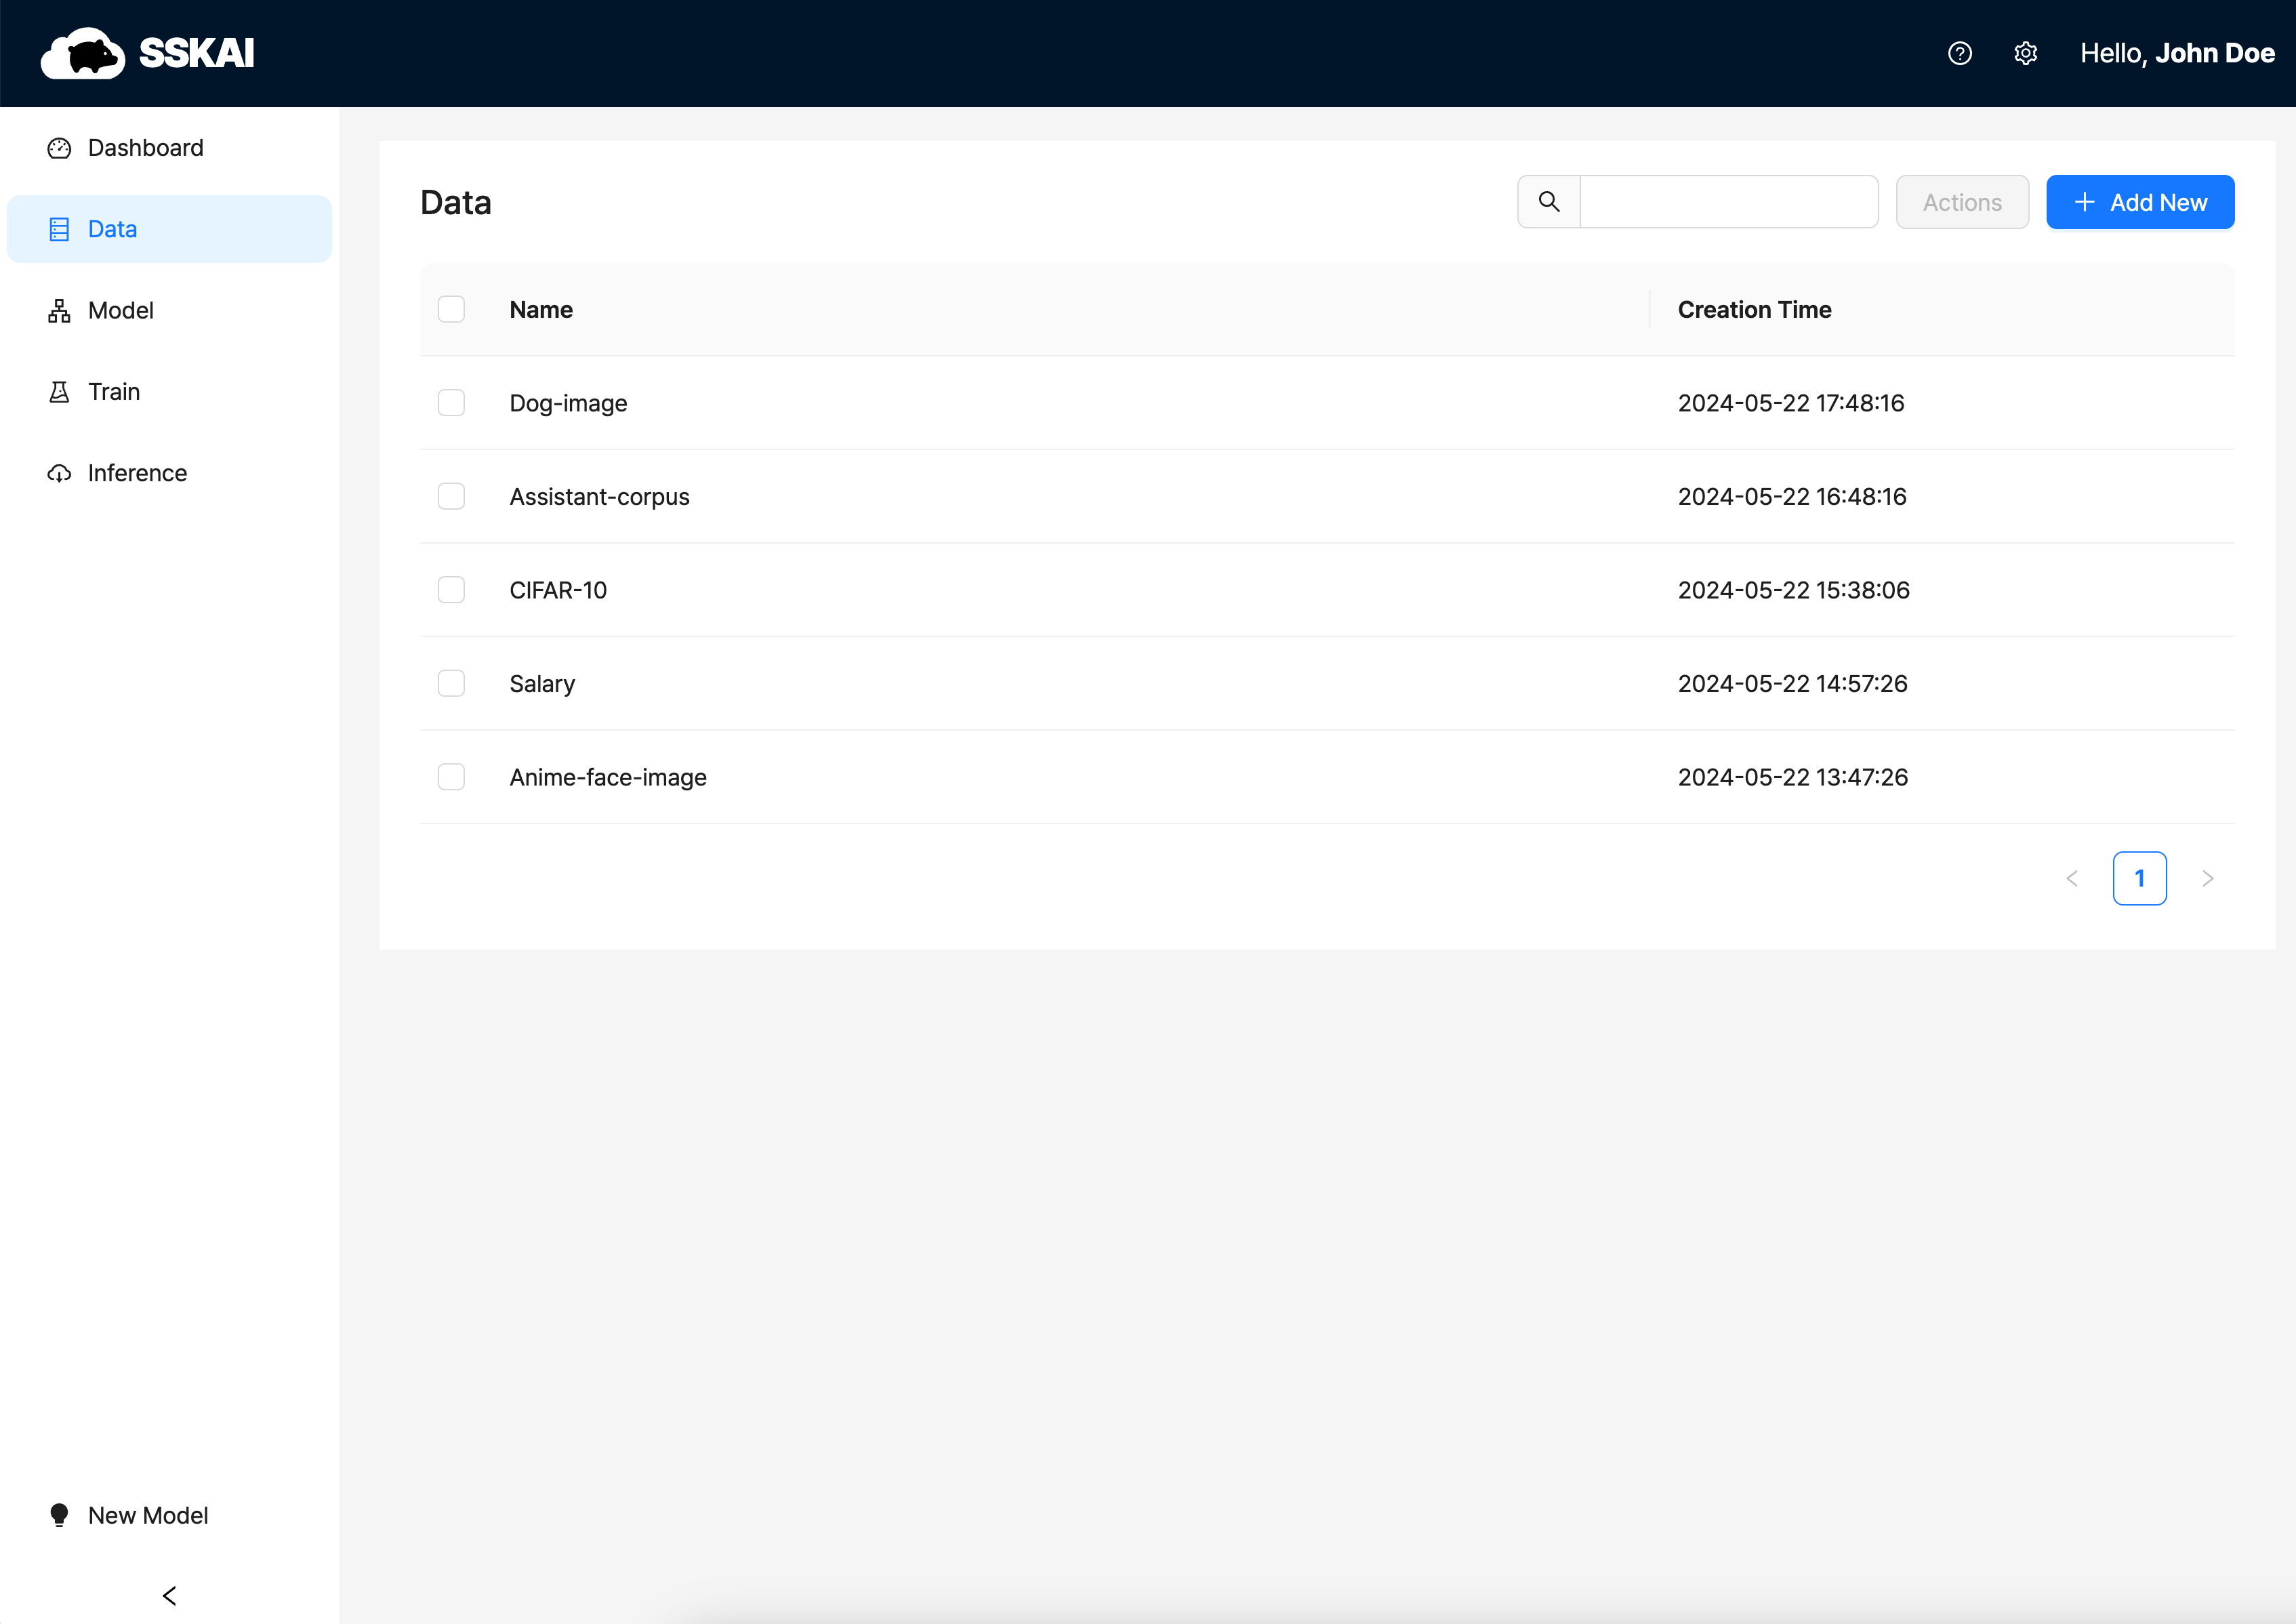 SSKAI
Hello, John Doe
Dashboard
Data
Model
Train
Inference
New Model
Data
Actions
Add New
Name Creation Time
Dog-image 2024-05-22 17:48:16
Assistant-corpus 2024-05-22 16:48:16
CIFAR-10 2024-05-22 15:38:06
Salary 2024-05-22 14:57:26
Anime-face-image 2024-05-22 13:47:26
1